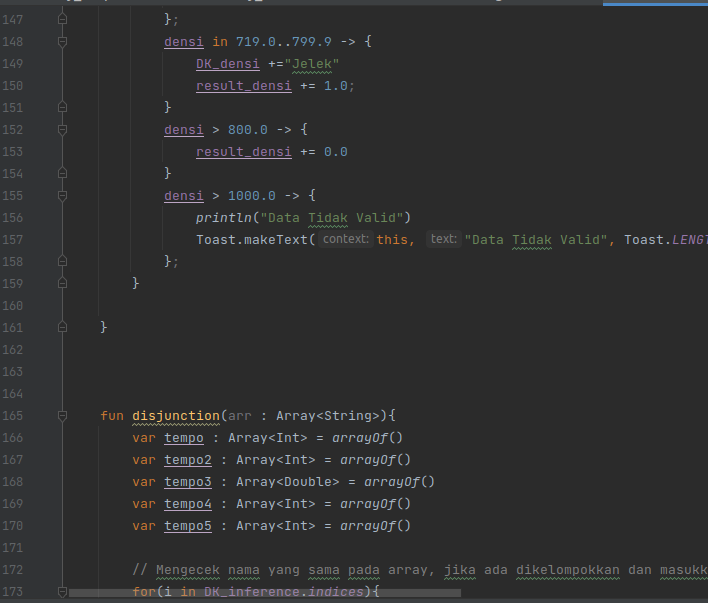 147 };
148 densi in 719.0..799.9 -> {
149 DK_densi +="Jelek"
150 result_densi += 1.0;
151 }
152 densi > 800.0 -> {
153 result_densi += 0.0
154 }
155 densi > 1000.0 -> {
156 println("Data Tidak Valid")
157 Toast.makeText( context: this, text: "Data Tidak Valid", Toast.LENGT
158 };
159 }
160
161 }
162
163
164
165 fun disjunction(arr : Array<String>){
166 var tempo : Array<Int> = arrayOf()
167 var tempo2 : Array<Int> = arrayOf()
168 var tempo3 : Array<Double> = arrayOf()
169 var tempo4 : Array<Int> = arrayOf()
170 var tempo5 : Array<Int> = arrayOf()
171
172 // Mengecek nama yang sama pada array, jika ada dikelompokkan dan masukk
173 for(i in DK_inference.indices){